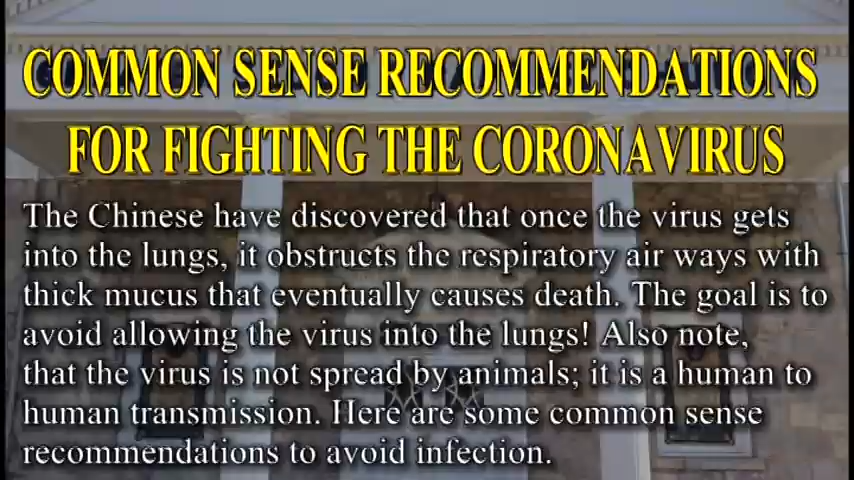 COMMON SENSE RECOMMENDATIONS
FOR FIGHTING THE CORONAVIRUS
The Chinese have discovered that once the virus gets
into the lungs, it obstructs the respiratory air ways with
thick mucus that eventually causes death. The goal is to
avoid allowing the virus into the lungs! Also note,
that the virus is not spread by animals; it is a human to
human transmission. Here are some common sense
recommendations to avoid infection.